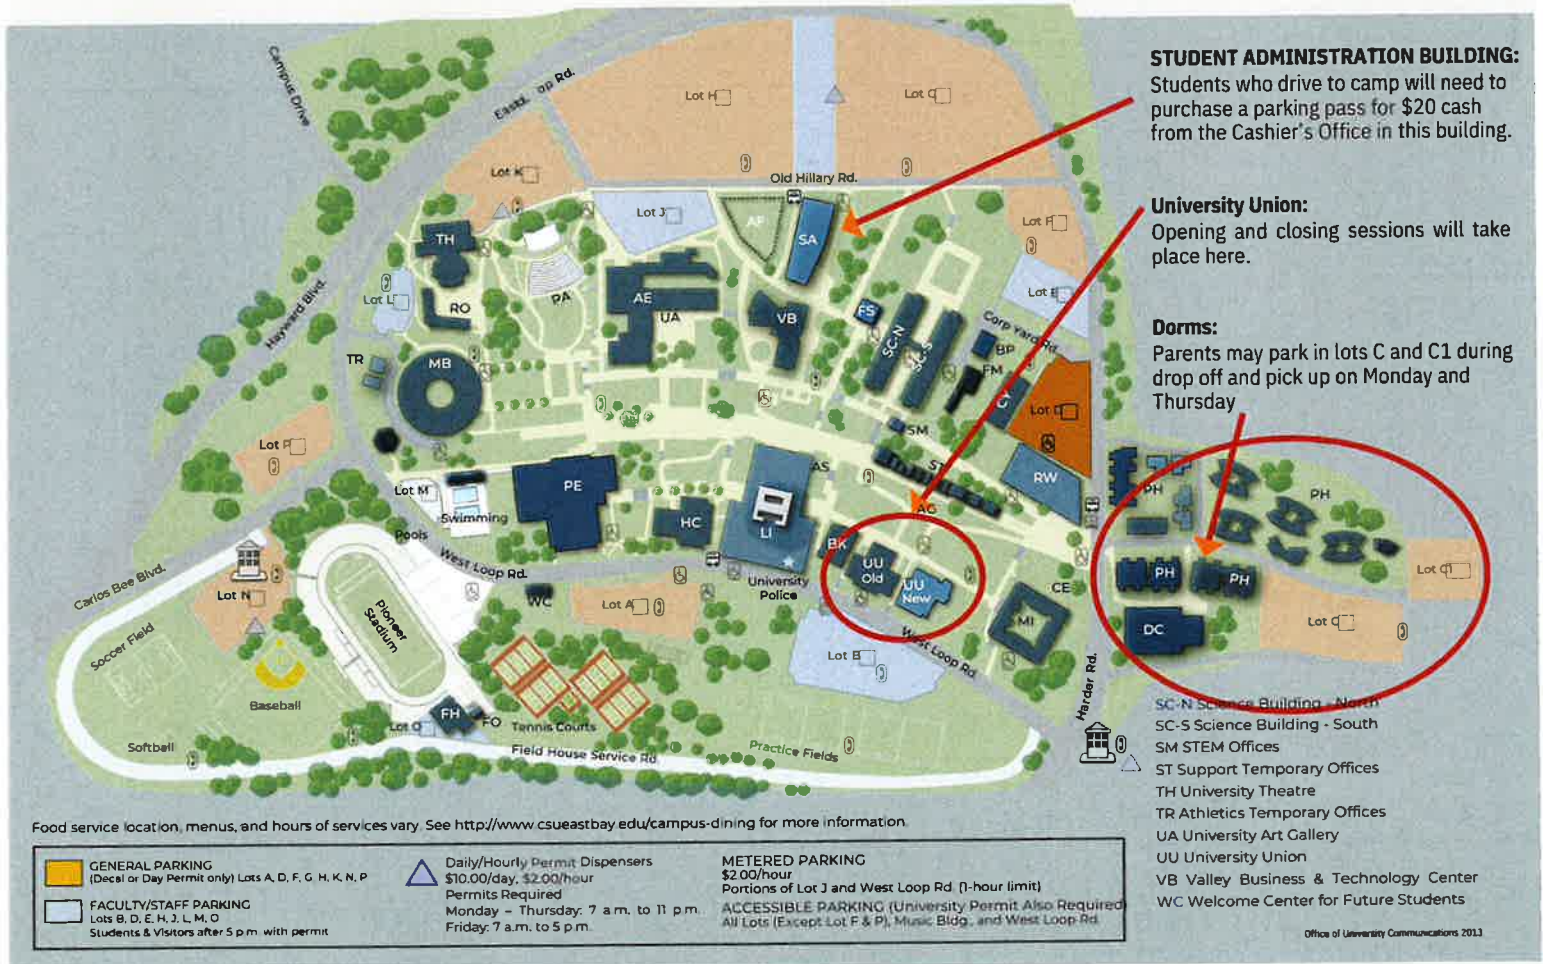 STUDENT ADMINISTRATION BUILDING:
Students who drive to camp will need to
purchase a parking pass for $20 cash
from the Cashier's Office in this building.
University Union:
Opening and closing sessions will take
place here.
Dorms:
Parents may park in lots C and C1 during
drop off and pick up on Monday and
Thursday
Campus Drive
Rd.
Lot H
Lot K
Old Hillary Rd.
Lot J
AF
SA
Lot F
TH
Hayward Blvd.
Lot L
RO
PA
AE
UA
VB
FS
SC-N
SC-S
Corp Yard Rd.
BP
FM
CY
TR
MB
Lot D
SM
ST
RW
Lot P
Lot M
Swimming
Pools
PE
HC
AS
LI
BK
AG
UU
Old
UU
New
PH
PH
PH
PH
DC
Lot C
Lot C1
CE
MI
West Loop Rd.
University
Police
WC
Lot A
Lot B
West Loop Rd.
Harder Rd.
Carlos Bee Blvd.
Lot N
Soccer Field
Pioneer
Stadium
Baseball
Softball
Lot O
FH
FO
Tennis Courts
Field House Service Rd.
Practice Fields
SC-N Science Building - North
SC-S Science Building - South
SM STEM Offices
ST Support Temporary Offices
TH University Theatre
TR Athletics Temporary Offices
UA University Art Gallery
UU University Union
VB Valley Business & Technology Center
WC Welcome Center for Future Students
Food service location, menus, and hours of services vary. See http://www.csueastbay.edu/campus-dining for more information.
GENERAL PARKING
(Decal or Day Permit only) Lots A, D, F, G, H, K, N, P
FACULTY/STAFF PARKING
Lots B, D, E, H, J, L, M, O
Students & Visitors after 5 p.m. with permit
Daily/Hourly Permit Dispensers
$10.00/day, $2.00/hour
Permits Required
Monday – Thursday: 7 a.m. to 11 p.m.
Friday: 7 a.m. to 5 p.m.
METERED PARKING
$2.00/hour
Portions of Lot J and West Loop Rd. (1-hour limit)
ACCESSIBLE PARKING (University Permit Also Required)
All Lots (Except Lot F & P), Music Bldg., and West Loop Rd.
Office of University Communications 2013